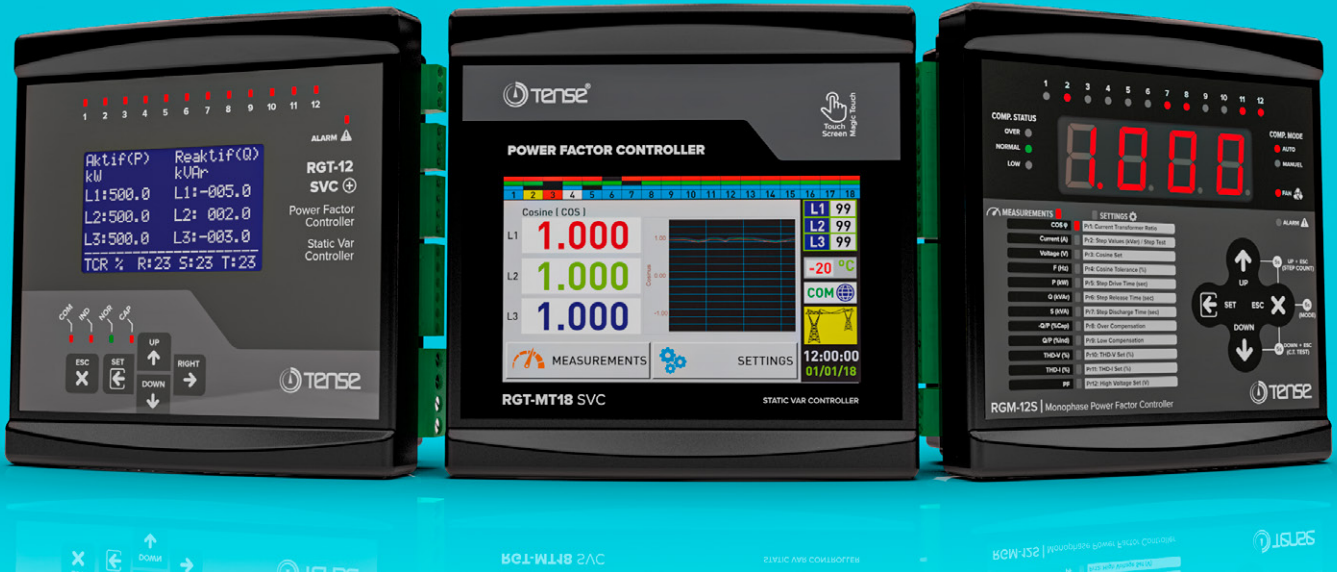 1 2 3 4 5 6 7 8 9 10 11 12
ALARM
Aktif(P) Reaktif(Q)
kW kVAr
L1:500.0 L1:-005.0
L2:500.0 L2: 002.0
L3:500.0 L3:-003.0
TCR % R:23 S:23 T:23
RGT-12
SVC
Power Factor
Controller
Static Var
Controller
COM IND NOR CAP
ESC SET UP RIGHT
DOWN
TENSE
TENSE®
Touch
Screen
Magic Touch
POWER FACTOR CONTROLLER
1 2 3 4 5 6 7 8 9 10 11 12 13 14 15 16 17 18
Cosine [ COS ]
L1 1.000
L2 1.000
L3 1.000
1.00
0.00
-1.00
Cosinus
L1 99
L2 99
L3 99
-20 °C
COM
12:00:00
01/01/18
MEASUREMENTS
SETTINGS
RGT-MT18 SVC
STATIC VAR CONTROLLER
1 2 3 4 5 6 7 8 9 10 11 12
COMP. STATUS
OVER
NORMAL
LOW
1.000
COMP. MODE
AUTO
MANUEL
FAN
ALARM
MEASUREMENTS SETTINGS
COS φ Pr1: Current Transformer Ratio
Current (A) Pr2: Step Values (kVar) / Step Test
Voltage (V) Pr3: Cosine Set
F (Hz) Pr4: Cosine Tolerance (%)
P (kW) Pr5: Step Drive Time (sec)
Q (kVAr) Pr6: Step Release Time (sec)
S (kVA) Pr7: Step Discharge Time (sec)
-Q/P (%Cap) Pr8: Over Compensation
Q/P (%Ind) Pr9: Low Compensation
THD-V (%) Pr10: THD-V Set (%)
THD-I (%) Pr11: THD-I Set (%)
PF Pr12: High Voltage Set (V)
UP
SET ESC
DOWN
UP + ESC
(STEP COUNT)
(MODE)
DOWN + ESC
(C.T. TEST)
RGM-12S | Monophase Power Factor Controller
TENSE